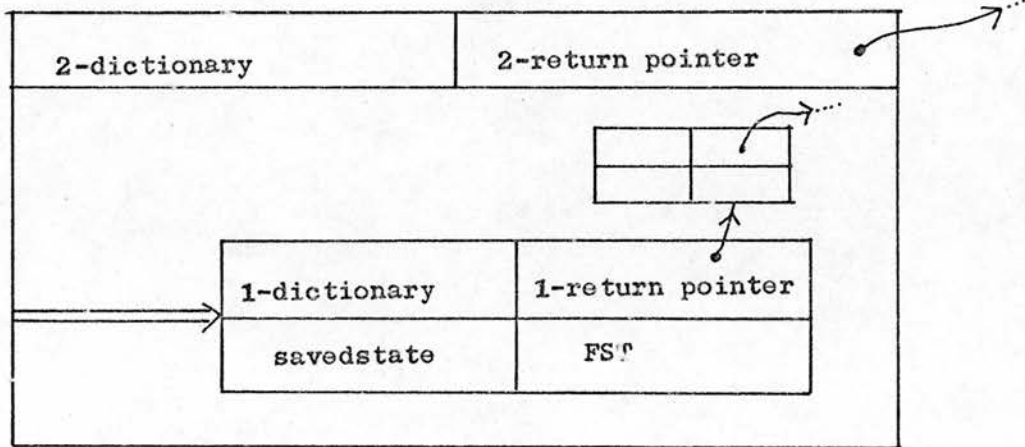 2-dictionary 2-return pointer
1-dictionary 1-return pointer
savedstate FST